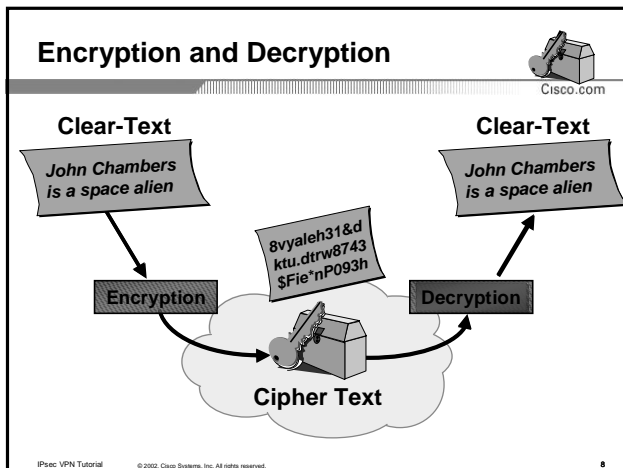 Encryption and Decryption
Cisco.com
Clear-Text
John Chambers
is a space alien
Clear-Text
John Chambers
is a space alien
8vyaleh31&d
ktu.dtrw8743
$Fie*nP093h
Encryption
Decryption
Cipher Text
IPsec VPN Tutorial © 2002, Cisco Systems, Inc. All rights reserved. 8